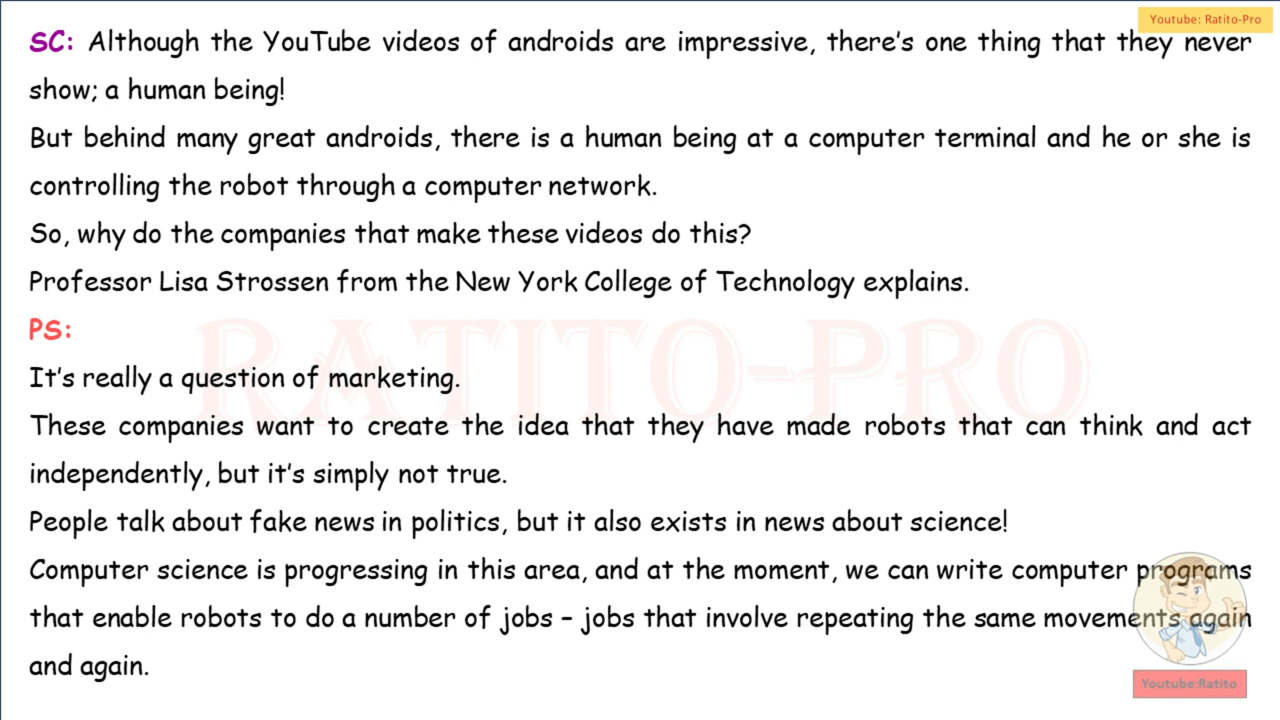 Youtube: Ratito-Pro
SC: Although the YouTube videos of androids are impressive, there's one thing that they never
show; a human being!
But behind many great androids, there is a human being at a computer terminal and he or she is
controlling the robot through a computer network.
So, why do the companies that make these videos do this?
Professor Lisa Strossen from the New York College of Technology explains.
PS:
RATITO-PRO
It's really a question of marketing.
These companies want to create the idea that they have made robots that can think and act
independently, but it's simply not true.
People talk about fake news in politics, but it also exists in news about science!
Computer science is progressing in this area, and at the moment, we can write computer programs
that enable robots to do a number of jobs – jobs that involve repeating the same movements again
and again.
Youtube:Ratito